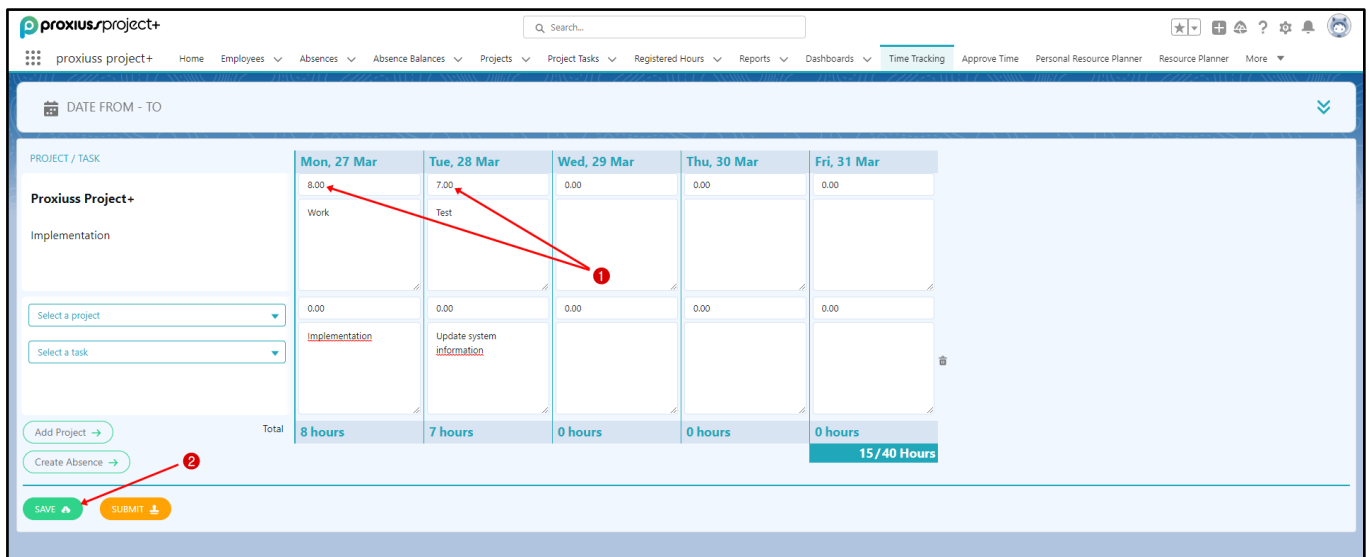 proxiuss project+
Search...
proxiuss project+ Home Employees Absences Absence Balances Projects Project Tasks Registered Hours Reports Dashboards Time Tracking Approve Time Personal Resource Planner Resource Planner More
DATE FROM - TO
PROJECT / TASK Mon, 27 Mar Tue, 28 Mar Wed, 29 Mar Thu, 30 Mar Fri, 31 Mar
8.00 7.00 0.00 0.00 0.00
Proxiuss Project+
Work Test
Implementation
1
Select a project 0.00 0.00 0.00 0.00 0.00
Implementation Update system
information
Select a task
Add Project → Total 8 hours 7 hours 0 hours 0 hours 0 hours
15/40 Hours
Create Absence → 2
SAVE SUBMIT